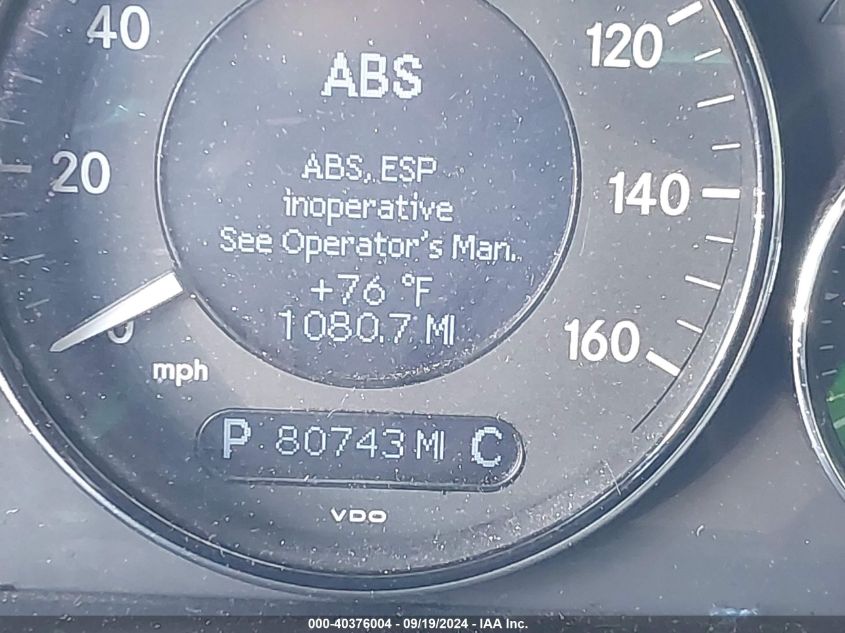 40
120
ABS
ABS, ESP
20
inoperative
140
See Operator's Man.
+76 °F
0
1080.7 MI
160
mph
P 80743 MI C
VDO
000-40376004 - 09/19/2024 - IAA Inc.